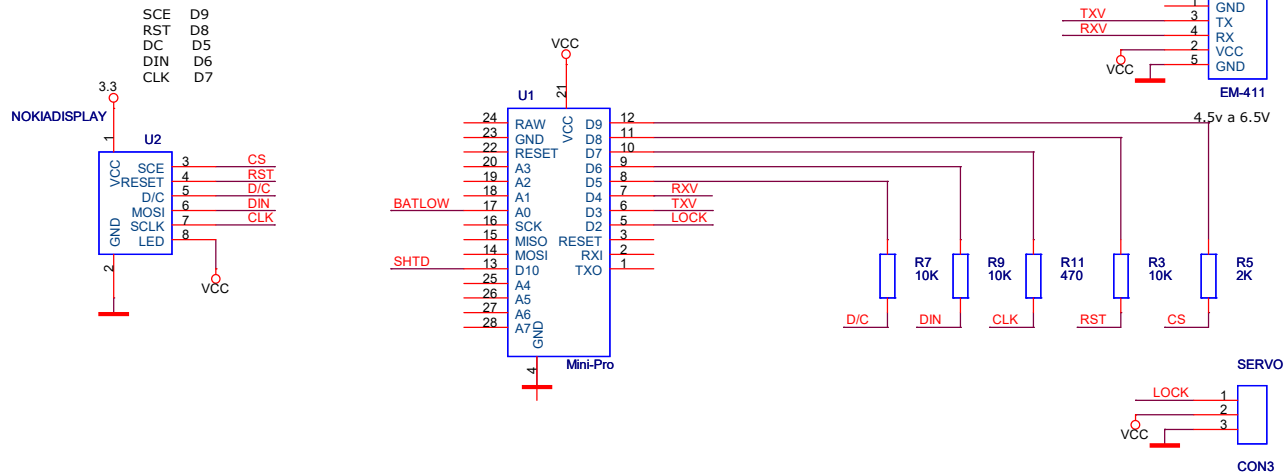 SCE D9
RST D8
DC D5
DIN D6
CLK D7
3.3
NOKIADISPLAY
U2
1
VCC
GND
2
SCE 3 CS
RESET 4 RST
D/C 5 D/C
MOSI 6 DIN
SCLK 7 CLK
LED 8
VCC
VCC
21
U1
VCC
24 RAW D9 12
23 GND D8 11
22 RESET D7 10
20 A3 D6 9
19 A2 D5 8
18 A1 D4 7 RXV
BATLOW 17 A0 D3 6 TXV
16 SCK D2 5 LOCK
15 MISO RESET 3
14 MOSI RXI 2
SHTD 13 D10 TXO 1
25 A4
26 A5
27 A6
28 A7
GND
4
Mini-Pro
R7
10K
R9
10K
R11
470
R3
10K
R5
2K
D/C DIN CLK RST CS
1 GND
TXV 3 TX
RXV 4 RX
2 VCC
VCC
5 GND
EM-411
4.5v a 6.5V
SERVO
LOCK 1
2
VCC
3
CON3